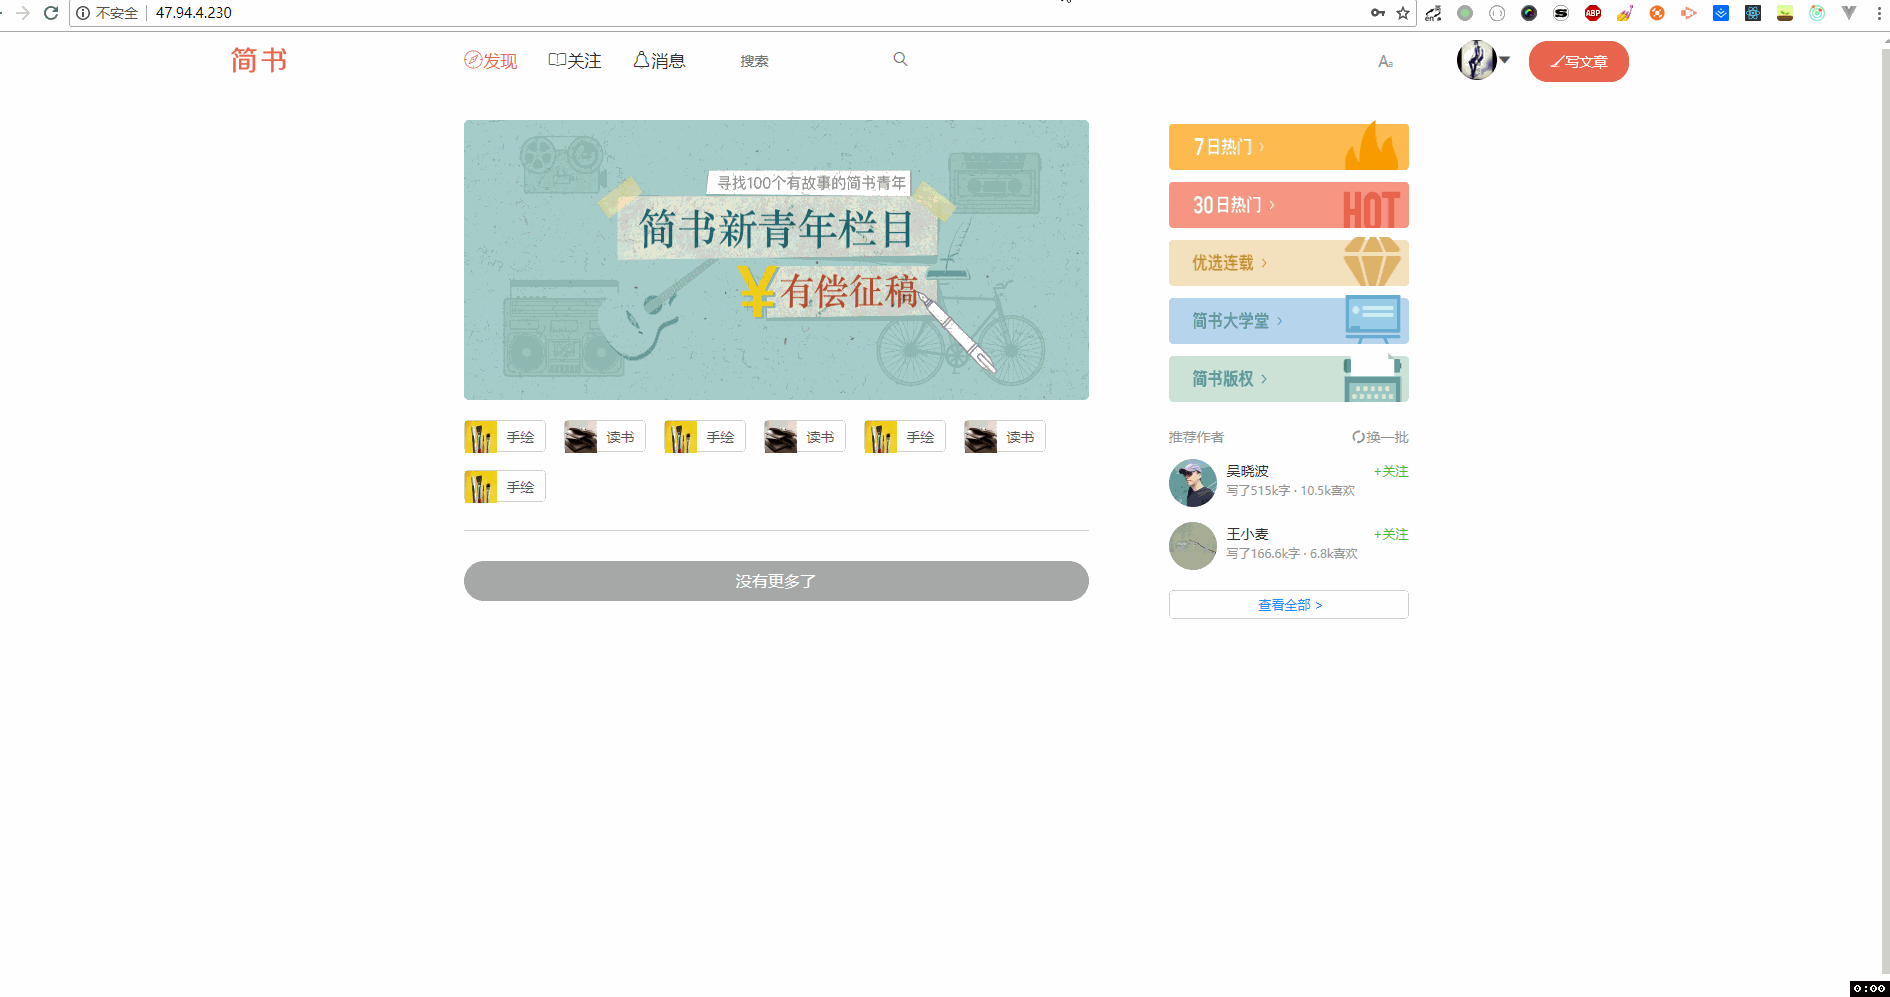 不安全 47.94.4.230
简书 发现 关注 消息 搜索 Aa 写文章
寻找100个有故事的简书青年
简书新青年栏目
¥有偿征稿
7日热门 >
30日热门 >
HOT
优选连载 >
简书大学堂 >
简书版权 >
手绘 读书 手绘 读书 手绘 读书
手绘
没有更多了
推荐作者 换一批
吴晓波 +关注
写了515k字 · 10.5k喜欢
王小麦 +关注
写了166.6k字 · 6.8k喜欢
查看全部 >
0:00